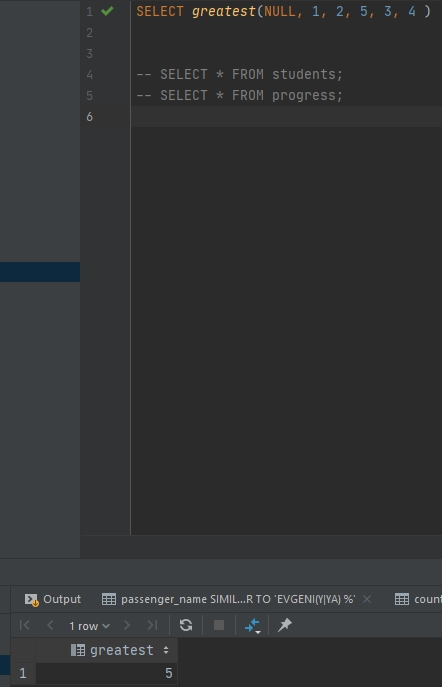 1 SELECT greatest(NULL, 1, 2, 5, 3, 4 )
2
3
4 -- SELECT * FROM students;
5 -- SELECT * FROM progress;
6
Output passenger_name SIMIL...R TO 'EVGENI(Y|YA) %' count
1 row
greatest
1 5